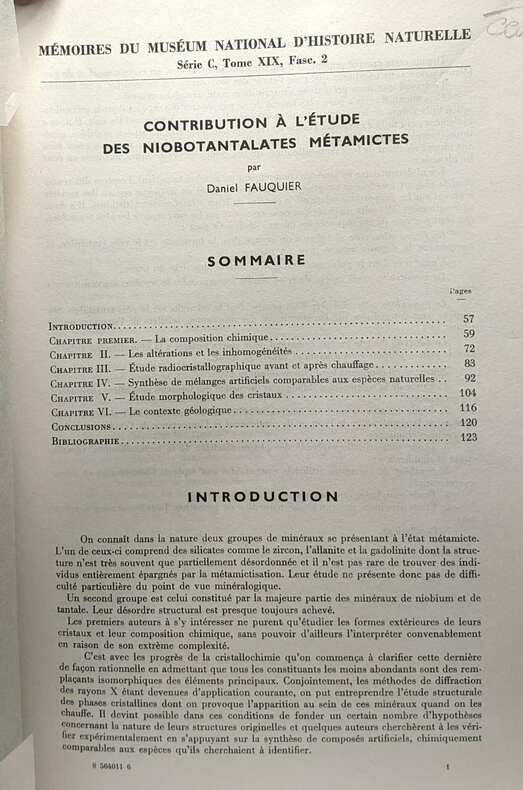 MÉMOIRES DU MUSÉUM NATIONAL D'HISTOIRE NATURELLE
Série C, Tome XIX, Fasc. 2
CONTRIBUTION À L'ÉTUDE
DES NIOBOTANTALATES MÉTAMICTES
par
Daniel FAUQUIER
SOMMAIRE
Pages
INTRODUCTION 57
CHAPITRE PREMIER. — La composition chimique 59
CHAPITRE II. — Les altérations et les inhomogénéités 72
CHAPITRE III. — Étude radiocristallographique avant et après chauffage 83
CHAPITRE IV. — Synthèse de mélanges artificiels comparables aux espèces naturelles 92
CHAPITRE V. — Étude morphologique des cristaux 104
CHAPITRE VI. — Le contexte géologique 116
CONCLUSIONS 120
BIBLIOGRAPHIE 123
INTRODUCTION
On connaît dans la nature deux groupes de minéraux se présentant à l'état métamicte.
L'un de ceux-ci comprend des silicates comme le zircon, l'allanite et la gadolinite dont la struc-
ture n'est très souvent que partiellement désordonnée et il n'est pas rare de trouver des indi-
vidus entièrement épargnés par la métamictisation. Leur étude ne présente donc pas de diffi-
culté particulière du point de vue minéralogique.
Un second groupe est celui constitué par la majeure partie des minéraux de niobium et de
tantale. Leur désordre structural est presque toujours achevé.
Les premiers auteurs à s'y intéresser ne purent qu'étudier les formes extérieures de leurs
cristaux et leur composition chimique, sans pouvoir d'ailleurs l'interpréter convenablement
en raison de son extrême complexité.
C'est avec les progrès de la cristallochimie qu'on commença à clarifier cette dernière
de façon rationnelle en admettant que tous les constituants les moins abondants sont des rem-
plaçants isomorphiques des éléments principaux. Conjointement, les méthodes de diffraction
des rayons X étant devenues d'application courante, on put entreprendre l'étude structurale
des phases cristallines dont on provoque l'apparition au sein de ces minéraux quand on les
chauffe. Il devint possible dans ces conditions de fonder un certain nombre d'hypothèses
concernant la nature de leurs structures originelles et quelques auteurs cherchèrent à les véri-
fier expérimentalement en s'appuyant sur la synthèse de composés artificiels, chimiquement
comparables aux espèces qu'ils cherchaient à identifier.
8 564011 6 1